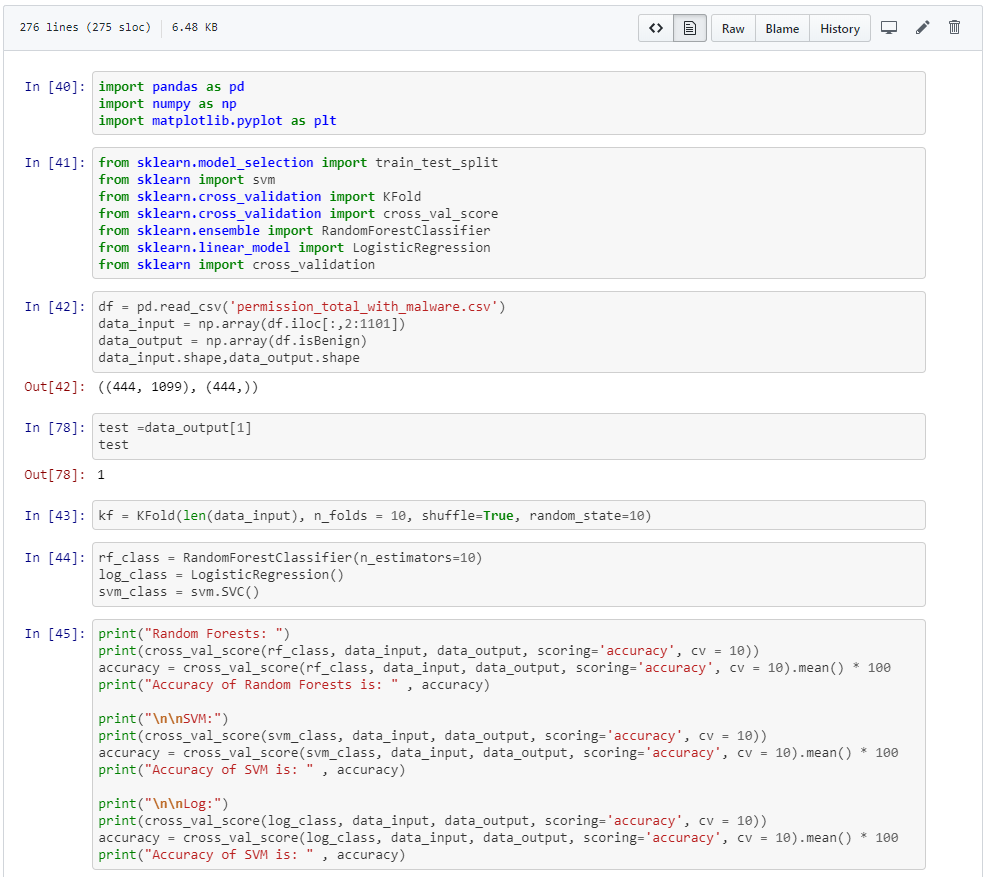 276 lines (275 sloc) 6.48 KB
Raw Blame History
In [40]: import pandas as pd
import numpy as np
import matplotlib.pyplot as plt
In [41]: from sklearn.model_selection import train_test_split
from sklearn import svm
from sklearn.cross_validation import KFold
from sklearn.cross_validation import cross_val_score
from sklearn.ensemble import RandomForestClassifier
from sklearn.linear_model import LogisticRegression
from sklearn import cross_validation
In [42]: df = pd.read_csv('permission_total_with_malware.csv')
data_input = np.array(df.iloc[:,2:1101])
data_output = np.array(df.isBenign)
data_input.shape,data_output.shape
Out[42]: ((444, 1099), (444,))
In [78]: test =data_output[1]
test
Out[78]: 1
In [43]: kf = KFold(len(data_input), n_folds = 10, shuffle=True, random_state=10)
In [44]: rf_class = RandomForestClassifier(n_estimators=10)
log_class = LogisticRegression()
svm_class = svm.SVC()
In [45]: print("Random Forests: ")
print(cross_val_score(rf_class, data_input, data_output, scoring='accuracy', cv = 10))
accuracy = cross_val_score(rf_class, data_input, data_output, scoring='accuracy', cv = 10).mean() * 100
print("Accuracy of Random Forests is: " , accuracy)
print("\n\nSVM:")
print(cross_val_score(svm_class, data_input, data_output, scoring='accuracy', cv = 10))
accuracy = cross_val_score(svm_class, data_input, data_output, scoring='accuracy', cv = 10).mean() * 100
print("Accuracy of SVM is: " , accuracy)
print("\n\nLog:")
print(cross_val_score(log_class, data_input, data_output, scoring='accuracy', cv = 10))
accuracy = cross_val_score(log_class, data_input, data_output, scoring='accuracy', cv = 10).mean() * 100
print("Accuracy of SVM is: " , accuracy)